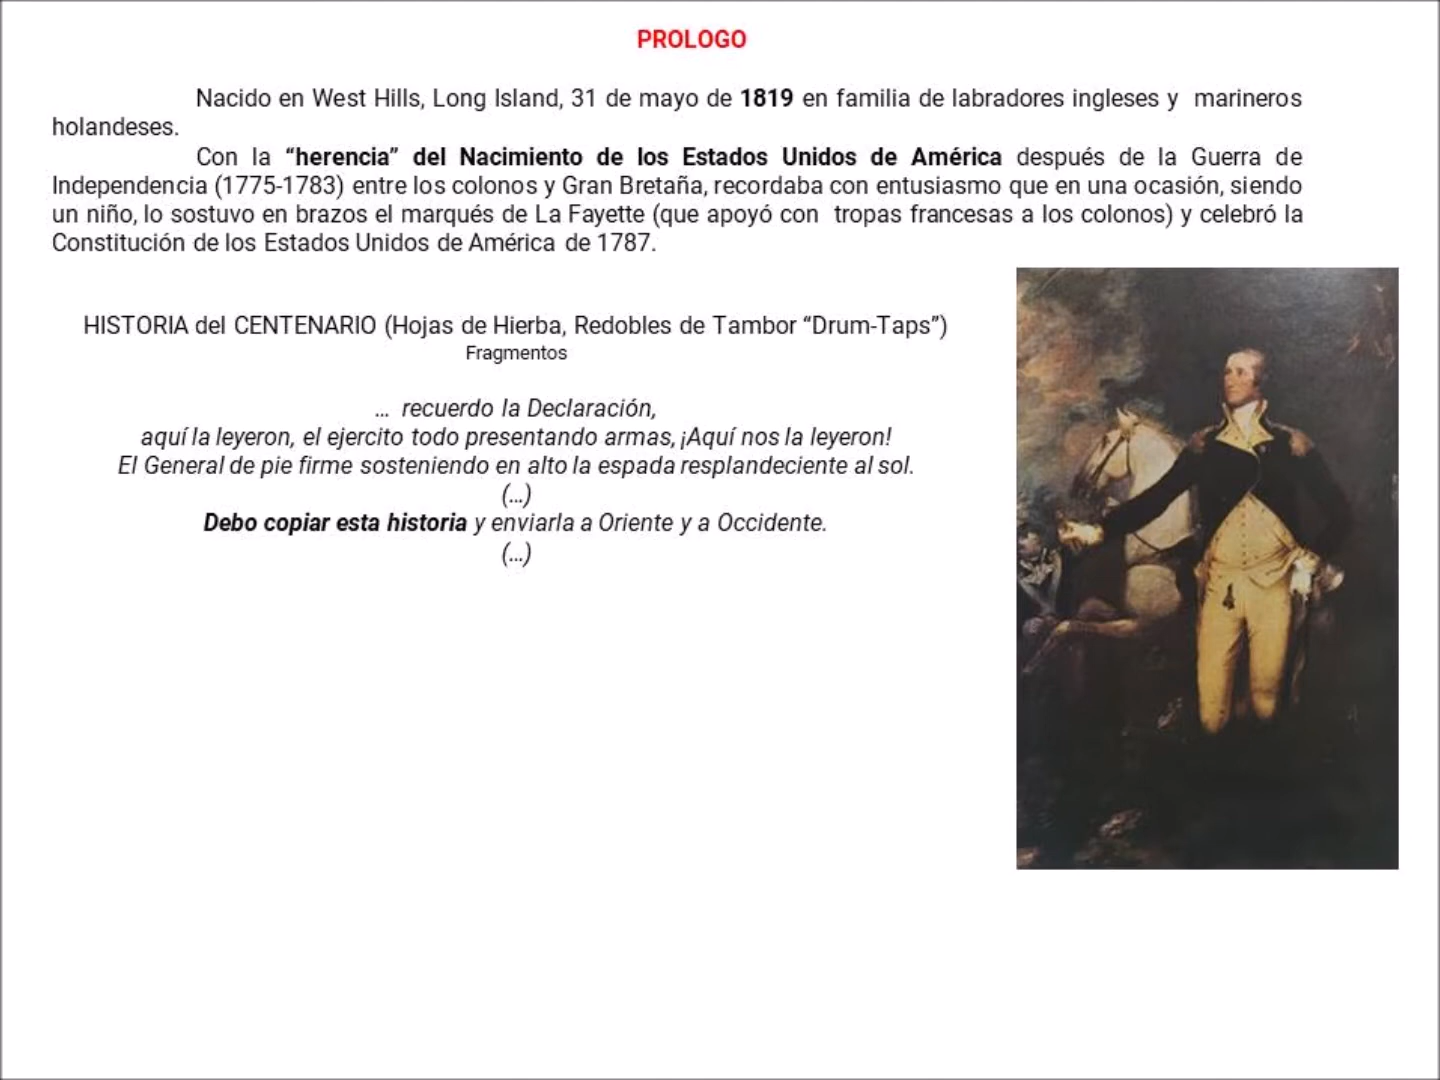 PROLOGO
Nacido en West Hills, Long Island, 31 de mayo de 1819 en familia de labradores ingleses y marineros
holandeses.
Con la “herencia” del Nacimiento de los Estados Unidos de América después de la Guerra de
Independencia (1775-1783) entre los colonos y Gran Bretaña, recordaba con entusiasmo que en una ocasión, siendo
un niño, lo sostuvo en brazos el marqués de La Fayette (que apoyó con tropas francesas a los colonos) y celebró la
Constitución de los Estados Unidos de América de 1787.
HISTORIA del CENTENARIO (Hojas de Hierba, Redobles de Tambor “Drum-Taps”)
Fragmentos
... recuerdo la Declaración,
aquí la leyeron, el ejercito todo presentando armas, ¡Aquí nos la leyeron!
El General de pie firme sosteniendo en alto la espada resplandeciente al sol.
(...)
Debo copiar esta historia y enviarla a Oriente y a Occidente.
(...)